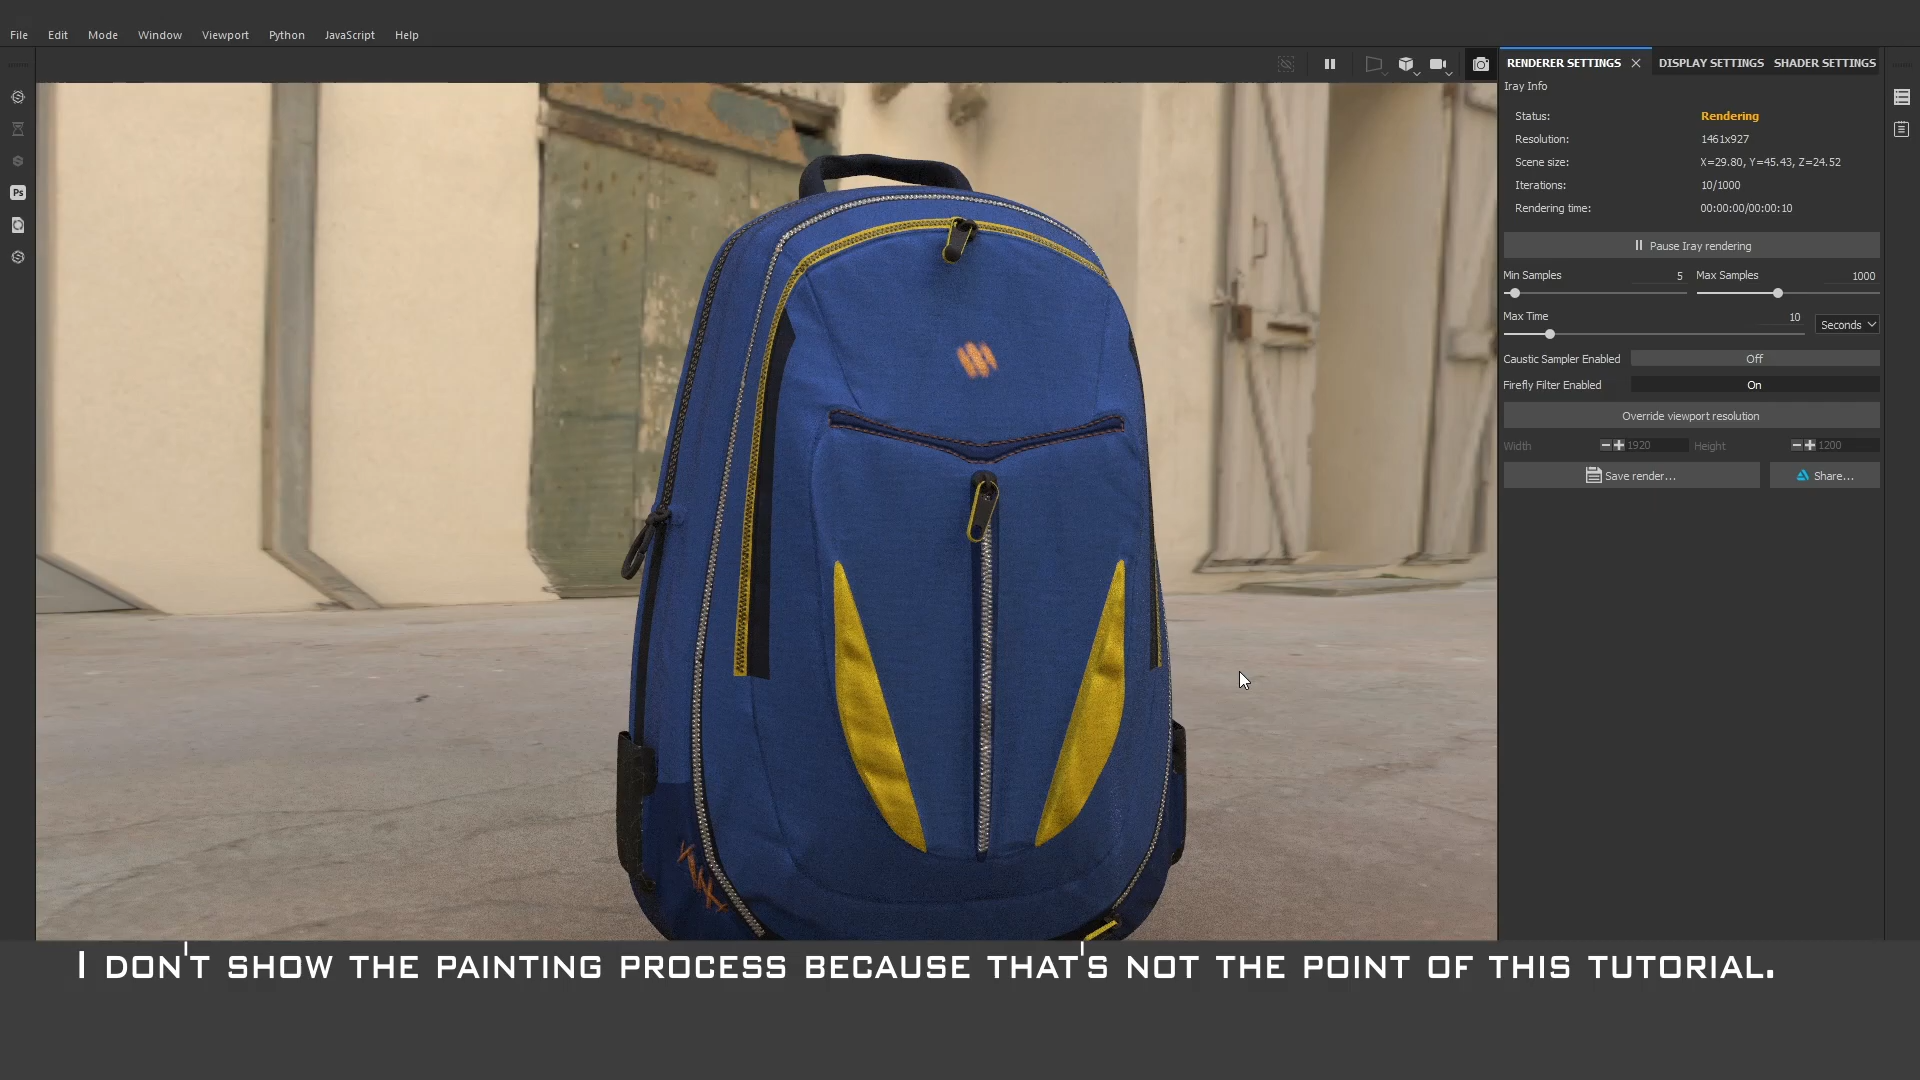 File Edit Mode Window Viewport Python JavaScript Help
RENDERER SETTINGS DISPLAY SETTINGS SHADER SETTINGS
Iray Info
Status: Rendering
Resolution: 1461x927
Scene size: X=29.80, Y=45.43, Z=24.52
Iterations: 10/1000
Rendering time: 00:00:00/00:00:10
Pause Iray rendering
Min Samples 5 Max Samples 1000
Max Time 10 Seconds
Caustic Sampler Enabled Off
Firefly Filter Enabled On
Override viewport resolution
Width 1920 Height 1200
Save render... Share...
Ps
I DON'T SHOW THE PAINTING PROCESS BECAUSE THAT'S NOT THE POINT OF THIS TUTORIAL.